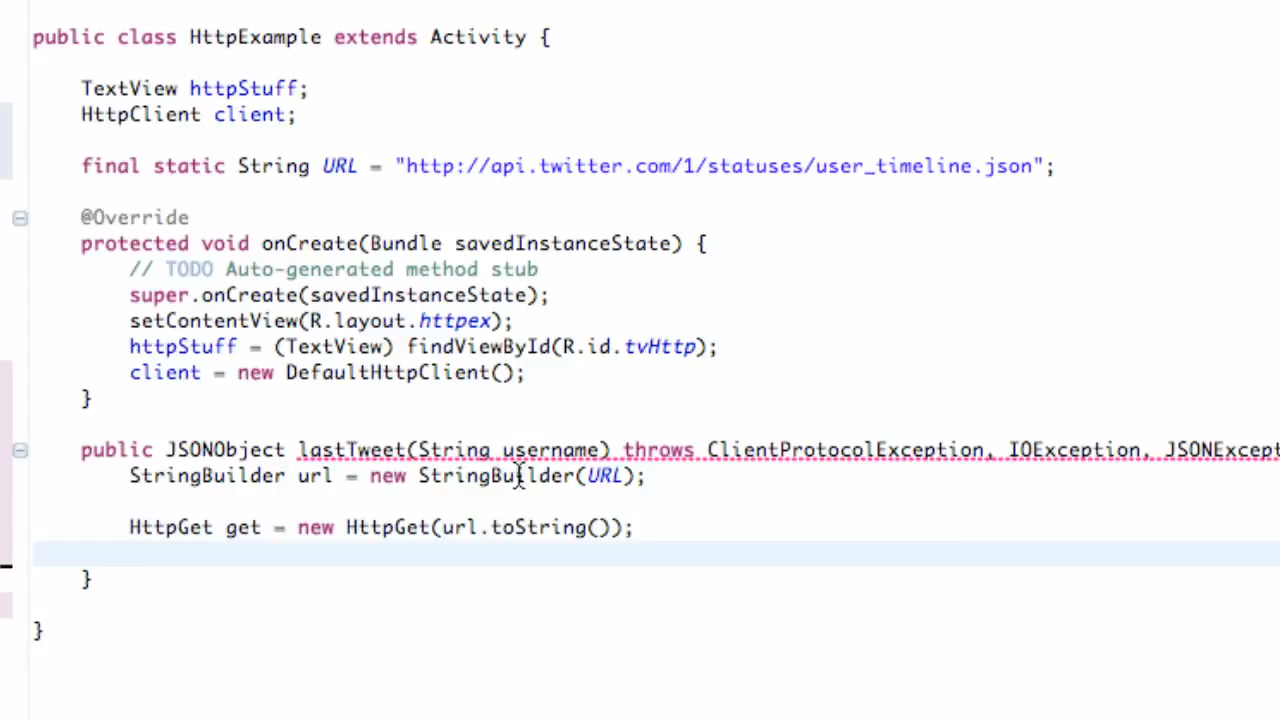 public class HttpExample extends Activity {
TextView httpStuff;
HttpClient client;
final static String URL = "http://api.twitter.com/1/statuses/user_timeline.json";
@Override
protected void onCreate(Bundle savedInstanceState) {
// TODO Auto-generated method stub
super.onCreate(savedInstanceState);
setContentView(R.layout.httpex);
httpStuff = (TextView) findViewById(R.id.tvHttp);
client = new DefaultHttpClient();
}
public JSONObject lastTweet(String username) throws ClientProtocolException, IOException, JSONExcept
StringBuilder url = new StringBuilder(URL);
HttpGet get = new HttpGet(url.toString());
}
}